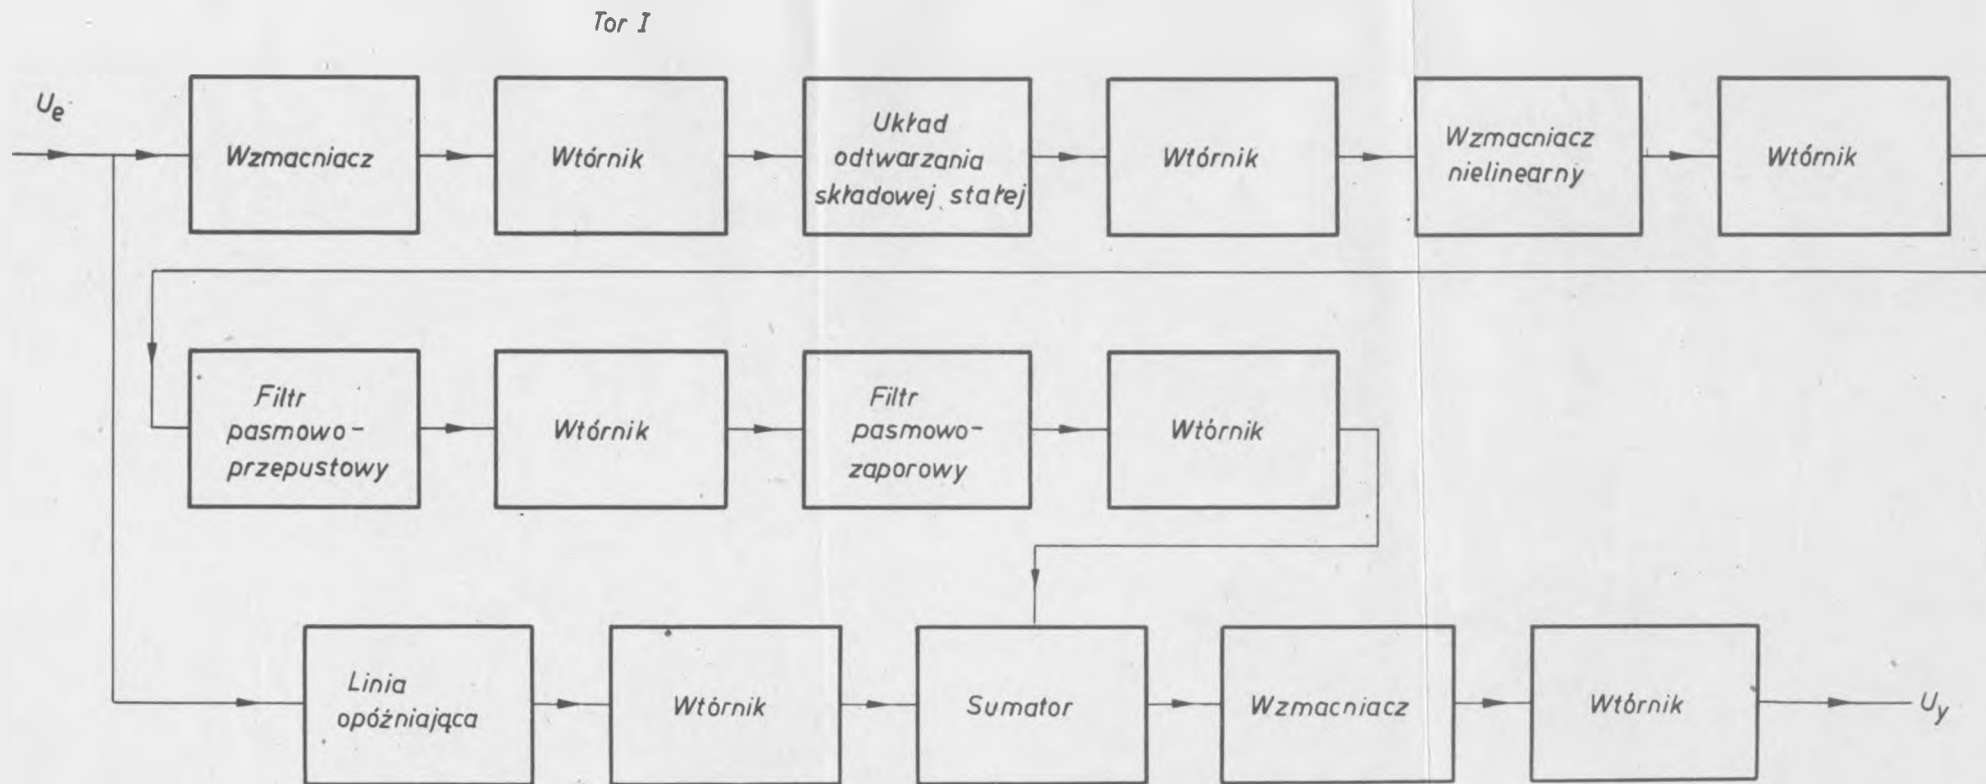 Tor I
Ue
Wzmacniacz
Wtórnik
Układ
odtwarzania
składowej stałej
Wtórnik
Wzmacniacz
nielinearny
Wtórnik
Filtr
pasmowo-
przepustowy
Wtórnik
Filtr
pasmowo-
zaporowy
Wtórnik
Linia
opóźniająca
Wtórnik
Sumator
Wzmacniacz
Wtórnik
Uy